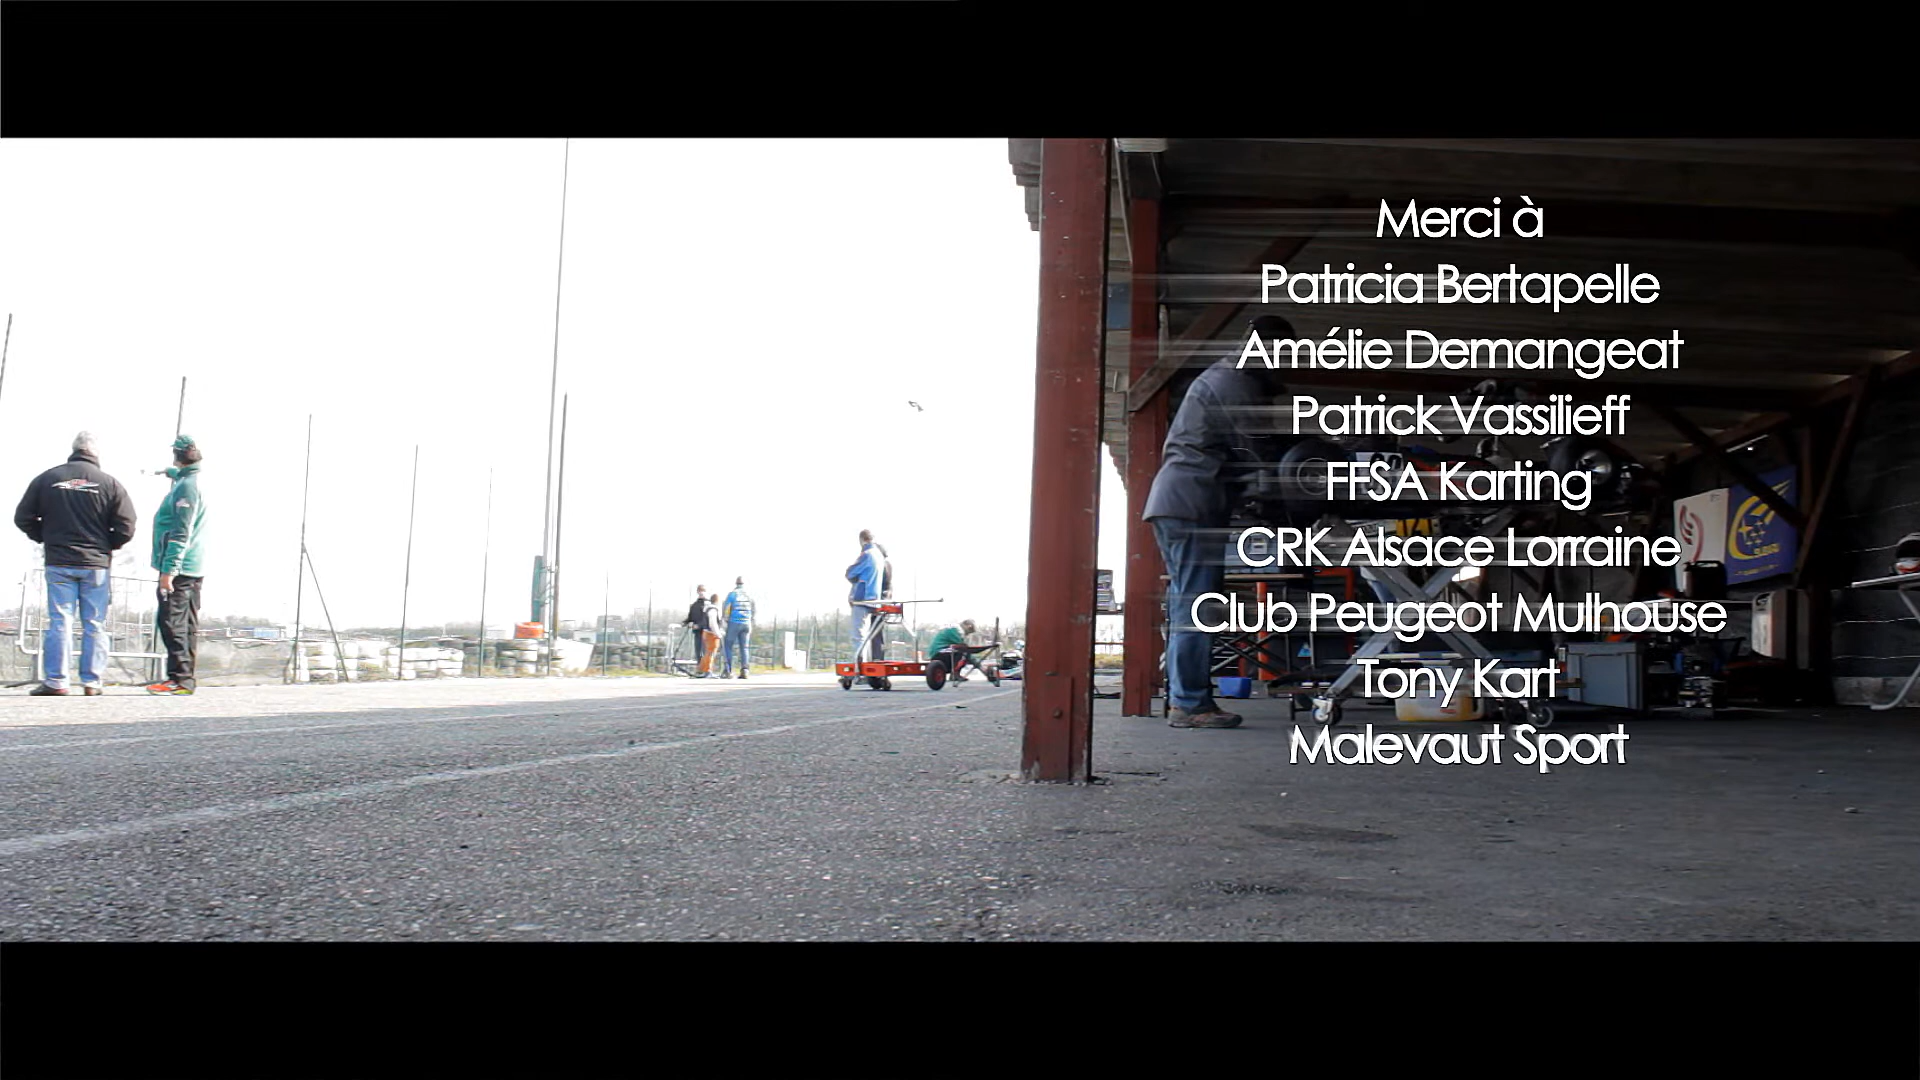 Merci à
Patricia Bertapelle
Amélie Demangeat
Patrick Vassilieff
FFSA Karting
CRK Alsace Lorraine
Club Peugeot Mulhouse
Tony Kart
Malevaut Sport